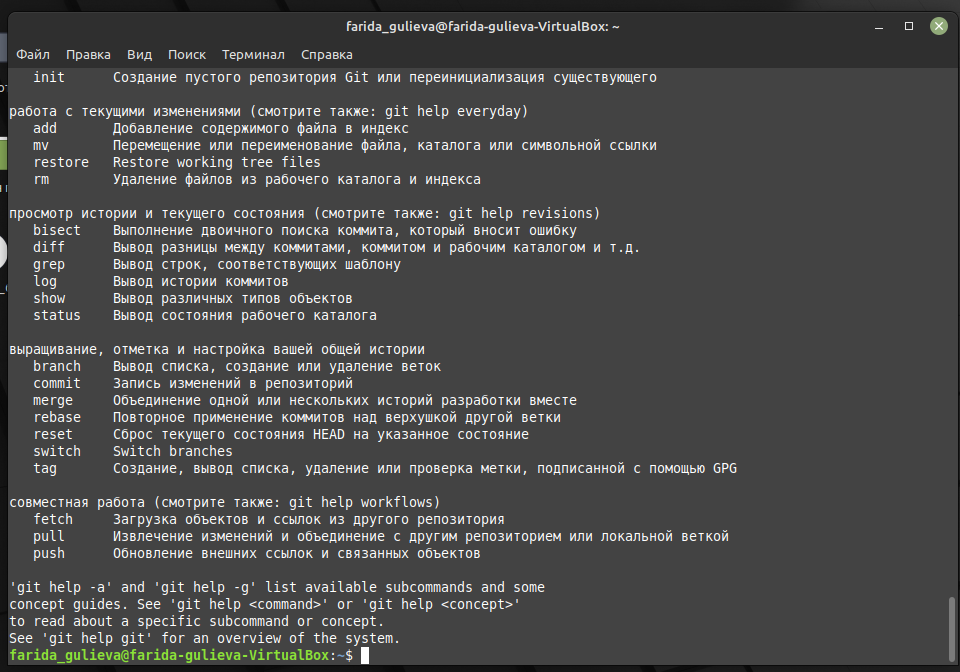 farida_gulieva@farida-gulieva-VirtualBox: ~
Файл Правка Вид Поиск Терминал Справка
init Создание пустого репозитория Git или переинициализация существующего
работа с текущими изменениями (смотрите также: git help everyday)
add Добавление содержимого файла в индекс
mv Перемещение или переименование файла, каталога или символьной ссылки
restore Restore working tree files
rm Удаление файлов из рабочего каталога и индекса
просмотр истории и текущего состояния (смотрите также: git help revisions)
bisect Выполнение двоичного поиска коммита, который вносит ошибку
diff Вывод разницы между коммитами, коммитом и рабочим каталогом и т.д.
grep Вывод строк, соответствующих шаблону
log Вывод истории коммитов
show Вывод различных типов объектов
status Вывод состояния рабочего каталога
выращивание, отметка и настройка вашей общей истории
branch Вывод списка, создание или удаление веток
commit Запись изменений в репозиторий
merge Объединение одной или нескольких историй разработки вместе
rebase Повторное применение коммитов над верхушкой другой ветки
reset Сброс текущего состояния HEAD на указанное состояние
switch Switch branches
tag Создание, вывод списка, удаление или проверка метки, подписанной с помощью GPG
совместная работа (смотрите также: git help workflows)
fetch Загрузка объектов и ссылок из другого репозитория
pull Извлечение изменений и объединение с другим репозиторием или локальной веткой
push Обновление внешних ссылок и связанных объектов
'git help -a' and 'git help -g' list available subcommands and some
concept guides. See 'git help <command>' or 'git help <concept>'
to read about a specific subcommand or concept.
See 'git help git' for an overview of the system.
farida_gulieva@farida-gulieva-VirtualBox:~$